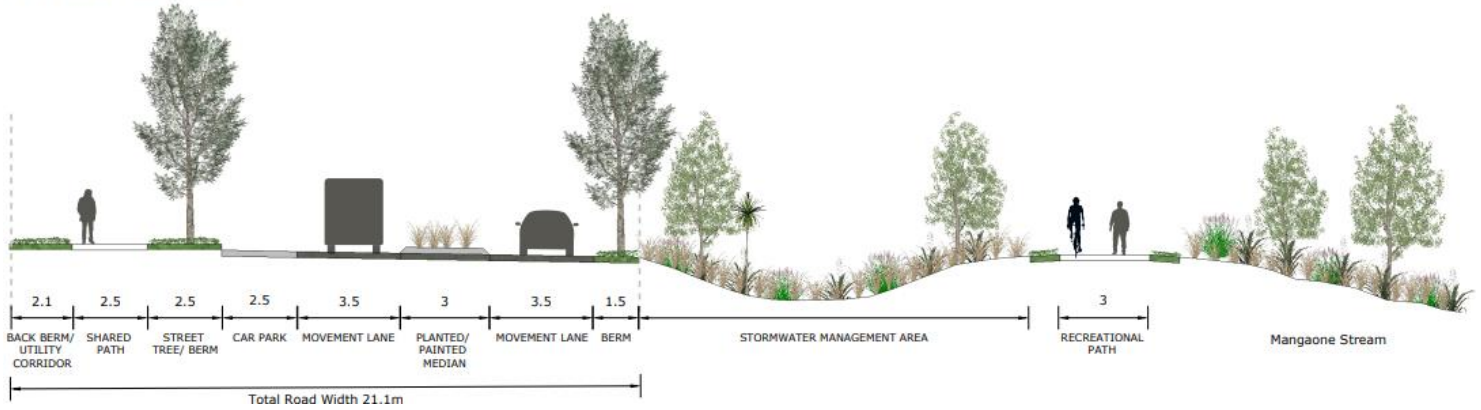 2.1
2.5
2.5
2.5
3.5
3
3.5
1.5
3
BACK BERM/
UTILITY
CORRIDOR
SHARED
PATH
STREET
TREE/ BERM
CAR PARK
MOVEMENT LANE
PLANTED/
PAINTED
MEDIAN
MOVEMENT LANE
BERM
STORMWATER MANAGEMENT AREA
RECREATIONAL
PATH
Mangaone Stream
Total Road Width 21.1m